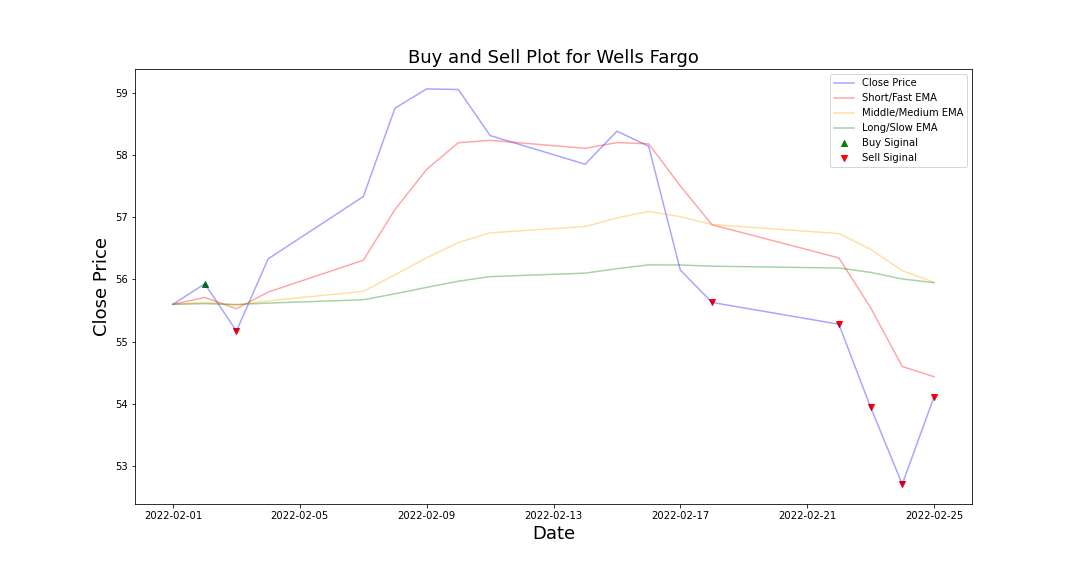 Buy and Sell Plot for Wells Fargo
Close Price
Short/Fast EMA
Middle/Medium EMA
Long/Slow EMA
Buy Siginal
Sell Siginal
Close Price
59
58
57
56
55
54
53
2022-02-01 2022-02-05 2022-02-09 2022-02-13 2022-02-17 2022-02-21 2022-02-25
Date